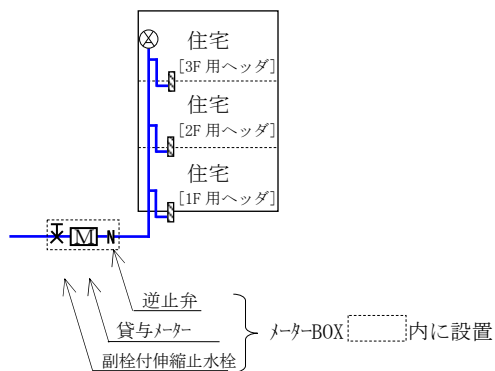 住宅
[3F 用ヘッダ]
住宅
[2F 用ヘッダ]
住宅
[1F 用ヘッダ]
M
N
逆止弁
貸与メーター
副栓付伸縮止水栓
メーターBOX 内に設置